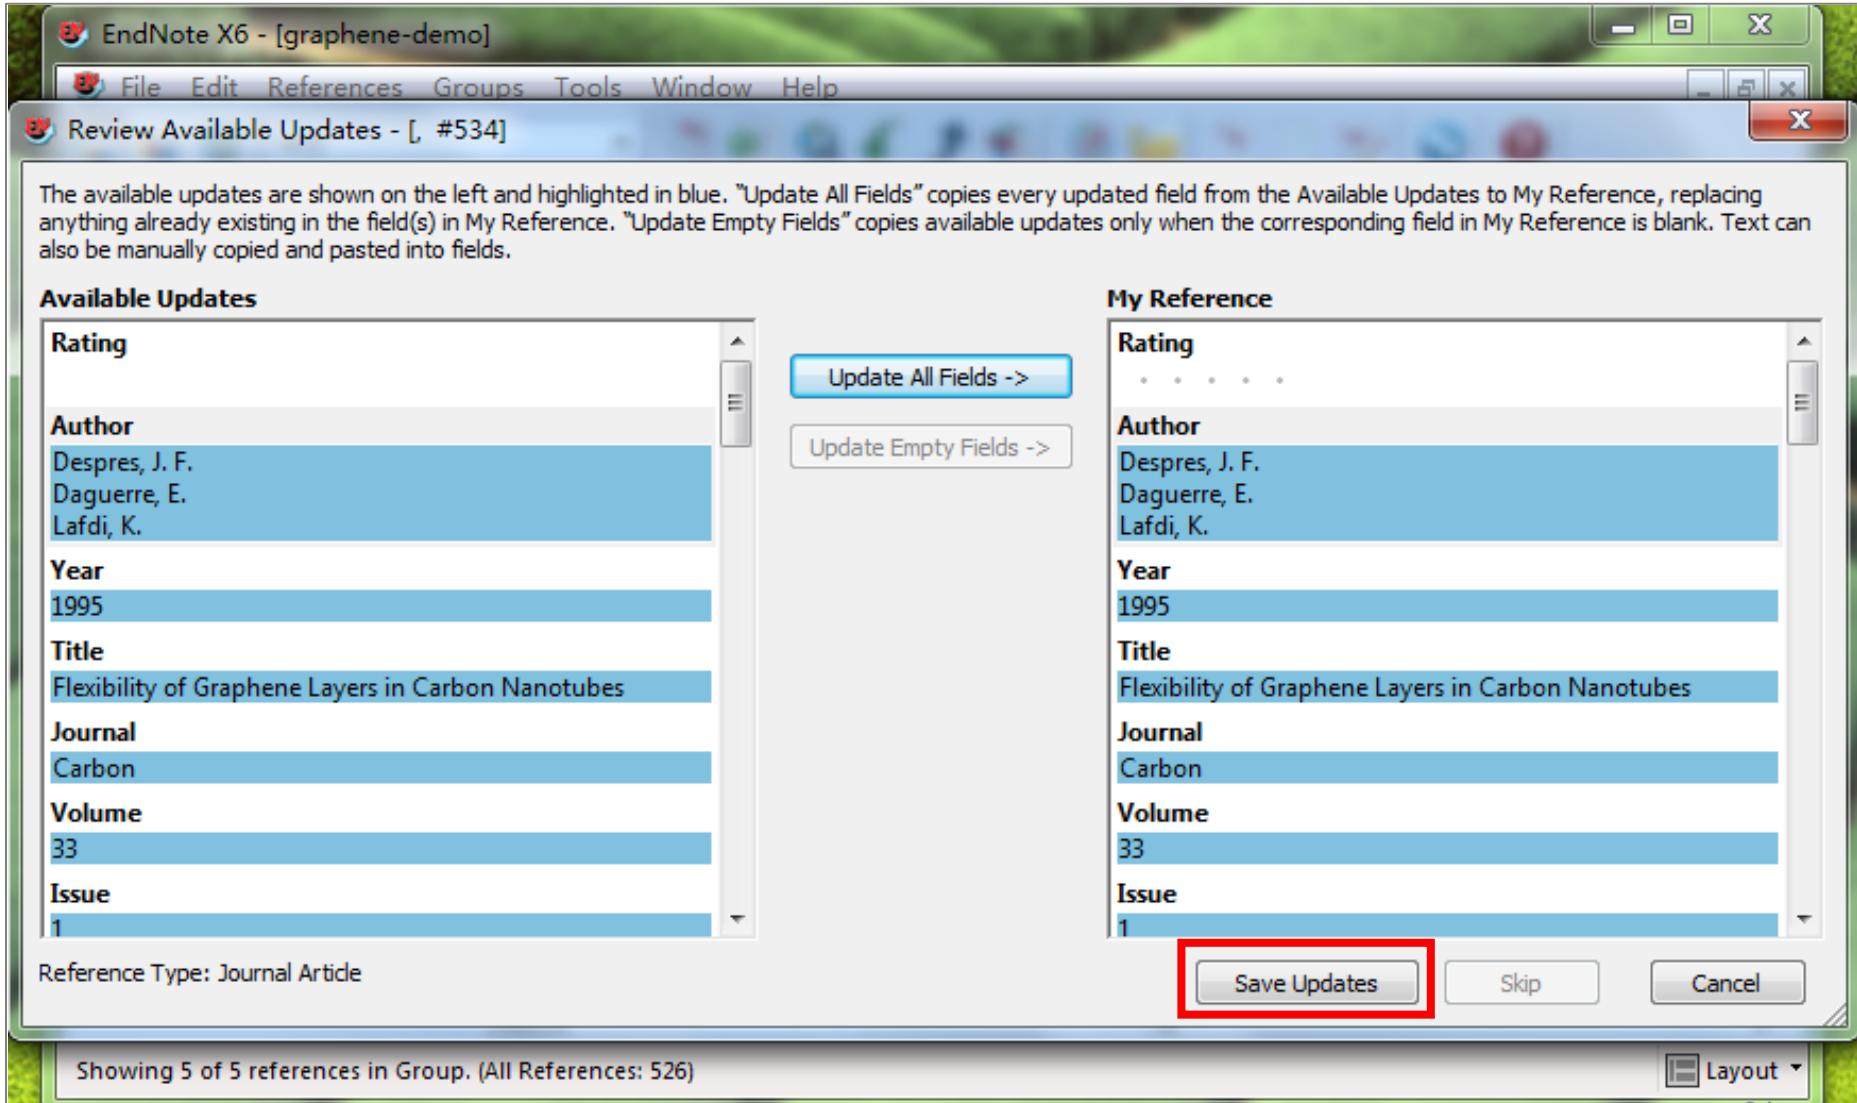 EndNote X6 - [graphene-demo]
File Edit References Groups Tools Window Help
Review Available Updates - [, #534]
The available updates are shown on the left and highlighted in blue. "Update All Fields" copies every updated field from the Available Updates to My Reference, replacing
anything already existing in the field(s) in My Reference. "Update Empty Fields" copies available updates only when the corresponding field in My Reference is blank. Text can
also be manually copied and pasted into fields.
Available Updates
Rating
Author
Despres, J. F.
Daguerre, E.
Lafdi, K.
Year
1995
Title
Flexibility of Graphene Layers in Carbon Nanotubes
Journal
Carbon
Volume
33
Issue
1
Update All Fields ->
Update Empty Fields ->
My Reference
Rating
Author
Despres, J. F.
Daguerre, E.
Lafdi, K.
Year
1995
Title
Flexibility of Graphene Layers in Carbon Nanotubes
Journal
Carbon
Volume
33
Issue
1
Reference Type: Journal Article
Save Updates
Skip
Cancel
Showing 5 of 5 references in Group. (All References: 526)
Layout